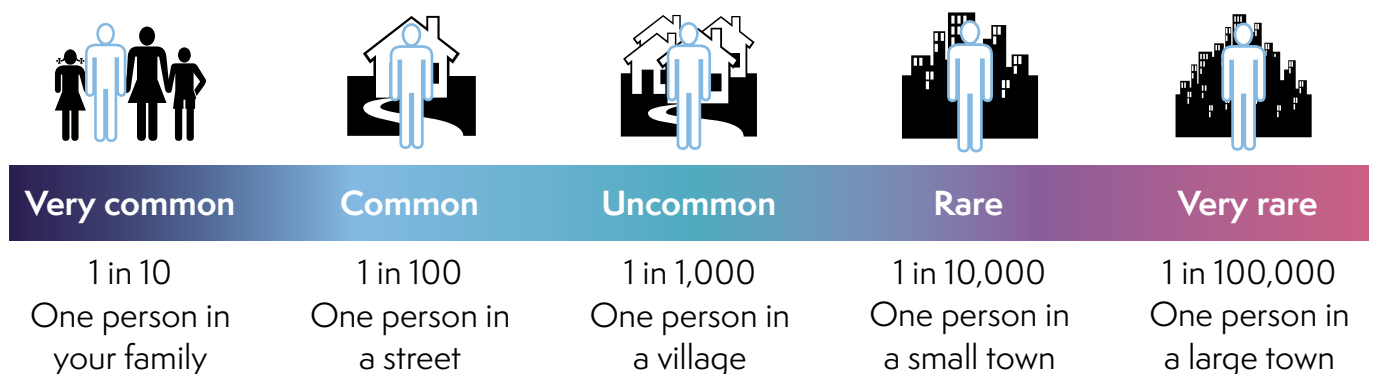 Very common
Common
Uncommon
Rare
Very rare
1 in 10
One person in
your family
1 in 100
One person in
a street
1 in 1,000
One person in
a village
1 in 10,000
One person in
a small town
1 in 100,000
One person in
a large town